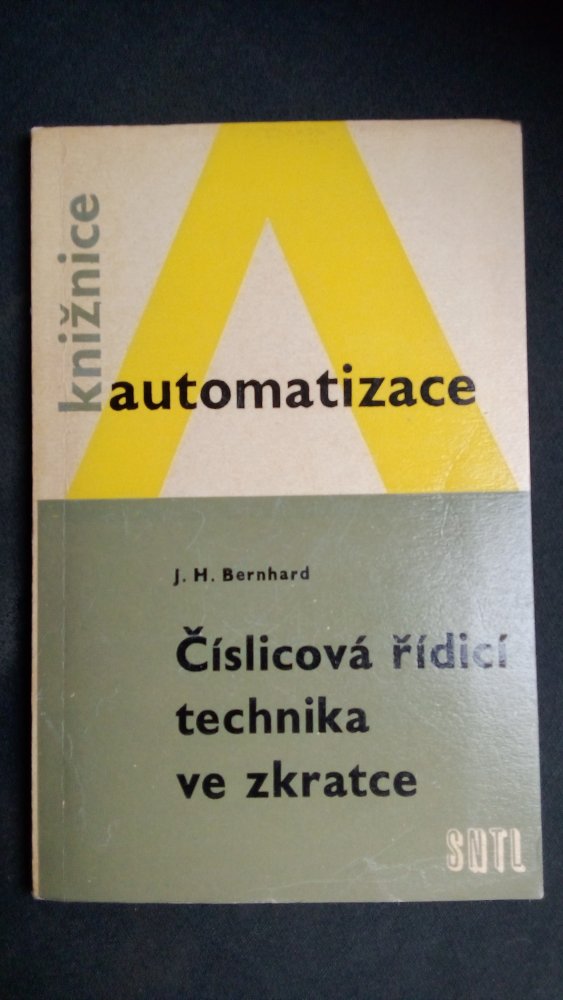 knižnice
automatizace
J. H. Bernhard
Číslicová řídicí
technika
ve zkratce
SNTL